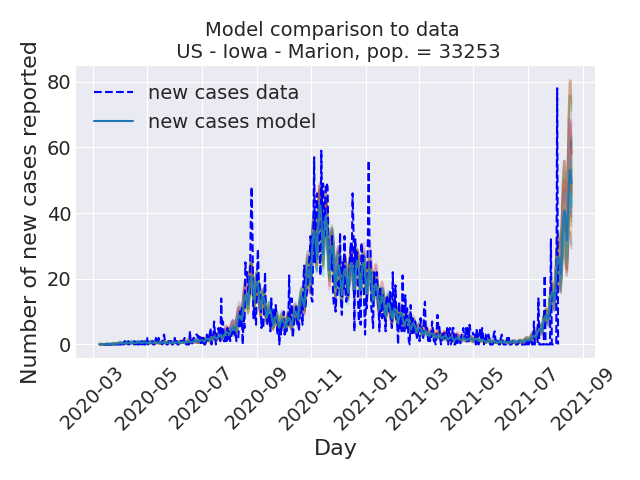 Model comparison to data
US - Iowa - Marion, pop. = 33253
Number of new cases reported
80
60
40
20
0
new cases data
new cases model
2020-03
2020-05
2020-07
2020-09
2020-11
2021-01
2021-03
2021-05
2021-07
2021-09
Day